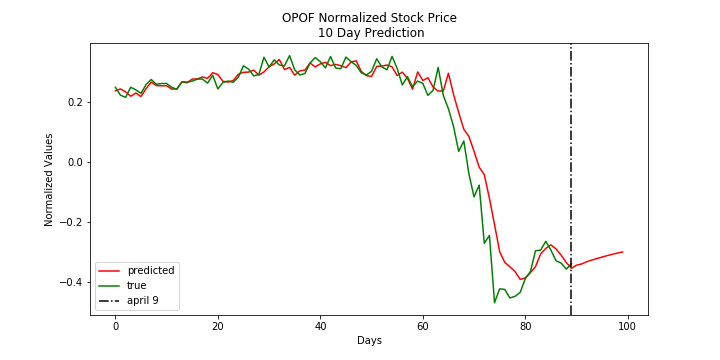 OPOF Normalized Stock Price
10 Day Prediction
Normalized Values
0.2
0.0
−0.2
−0.4
predicted
true
april 9
0
20
40
60
80
100
Days